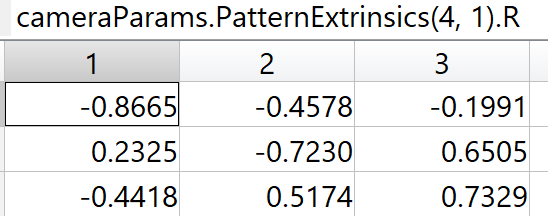 cameraParams.PatternExtrinsics(4, 1).R
1 2 3
-0.8665 -0.4578 -0.1991
0.2325 -0.7230 0.6505
-0.4418 0.5174 0.7329